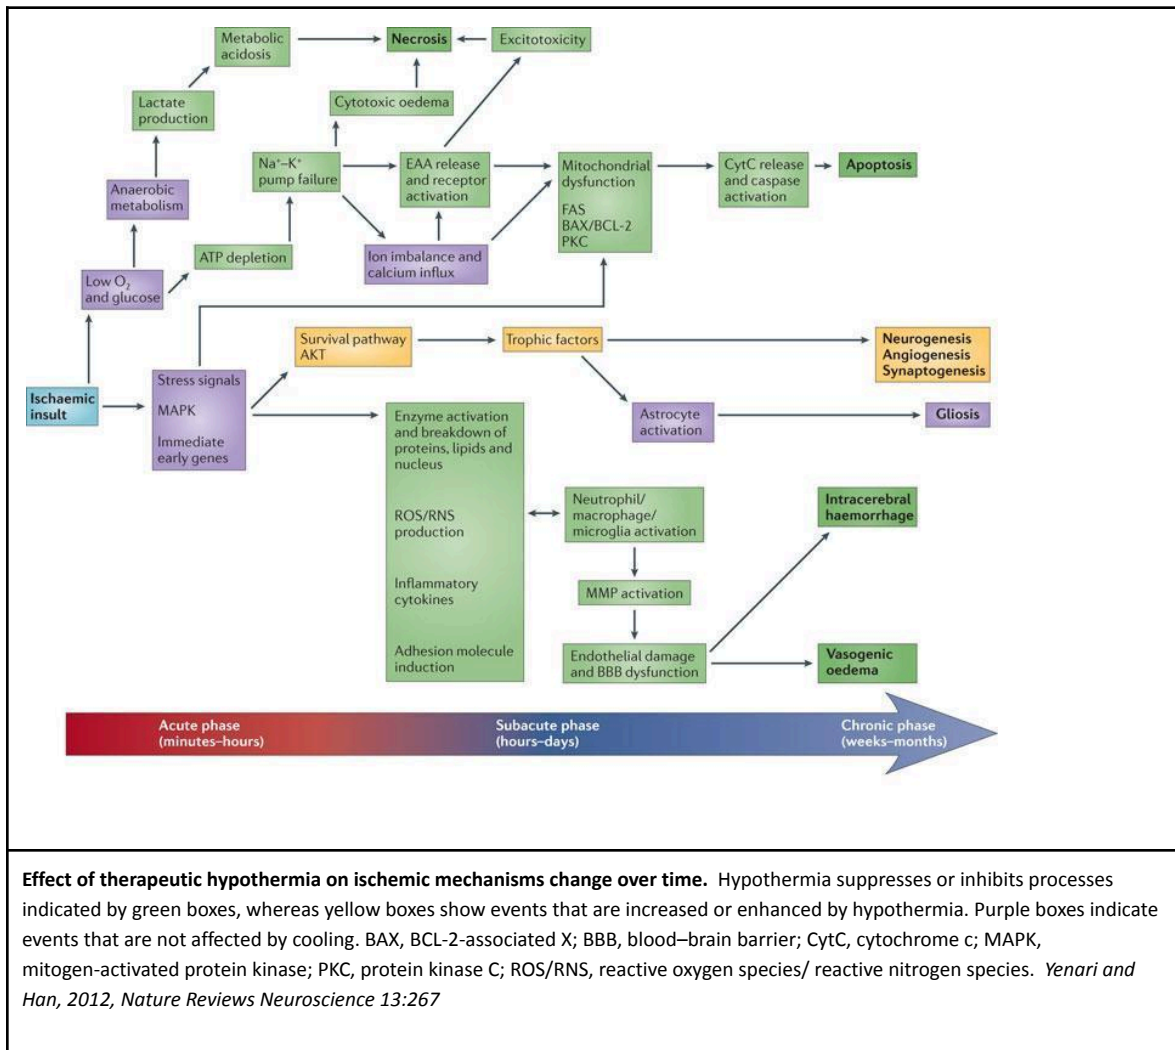 Metabolic
acidosis
Necrosis
Excitotoxicity
Lactate
production
Cytotoxic oedema
Na⁺–K⁺
pump failure
EAA release
and receptor
activation
Mitochondrial
dysfunction
FAS
BAX/BCL-2
PKC
CytC release
and caspase
activation
Apoptosis
Anaerobic
metabolism
ATP depletion
Ion imbalance and
calcium influx
Low O₂
and glucose
Survival pathway
AKT
Trophic factors
Neurogenesis
Angiogenesis
Synaptogenesis
Ischaemic
insult
Stress signals
MAPK
Immediate
early genes
Enzyme activation
and breakdown of
proteins, lipids and
nucleus
ROS/RNS
production
Inflammatory
cytokines
Adhesion molecule
induction
Astrocyte
activation
Gliosis
Neutrophil/
macrophage/
microglia activation
Intracerebral
haemorrhage
MMP activation
Endothelial damage
and BBB dysfunction
Vasogenic
oedema
Acute phase
(minutes–hours)
Subacute phase
(hours–days)
Chronic phase
(weeks–months)
Effect of therapeutic hypothermia on ischemic mechanisms change over time. Hypothermia suppresses or inhibits processes
indicated by green boxes, whereas yellow boxes show events that are increased or enhanced by hypothermia. Purple boxes indicate
events that are not affected by cooling. BAX, BCL-2-associated X; BBB, blood–brain barrier; CytC, cytochrome c; MAPK,
mitogen-activated protein kinase; PKC, protein kinase C; ROS/RNS, reactive oxygen species/ reactive nitrogen species. Yenari and
Han, 2012, Nature Reviews Neuroscience 13:267